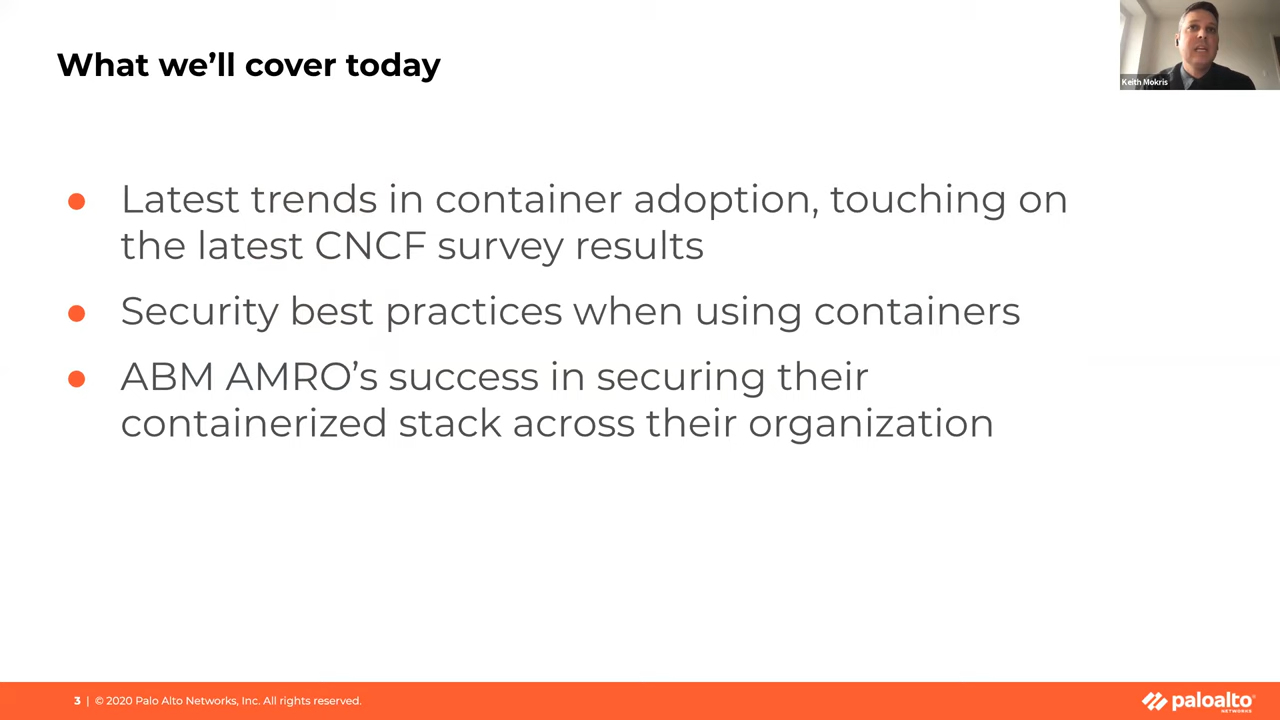 What we’ll cover today
Keith Mokris
● Latest trends in container adoption, touching on
the latest CNCF survey results
● Security best practices when using containers
● ABM AMRO’s success in securing their
containerized stack across their organization
3 | © 2020 Palo Alto Networks, Inc. All rights reserved.
paloalto
NETWORKS